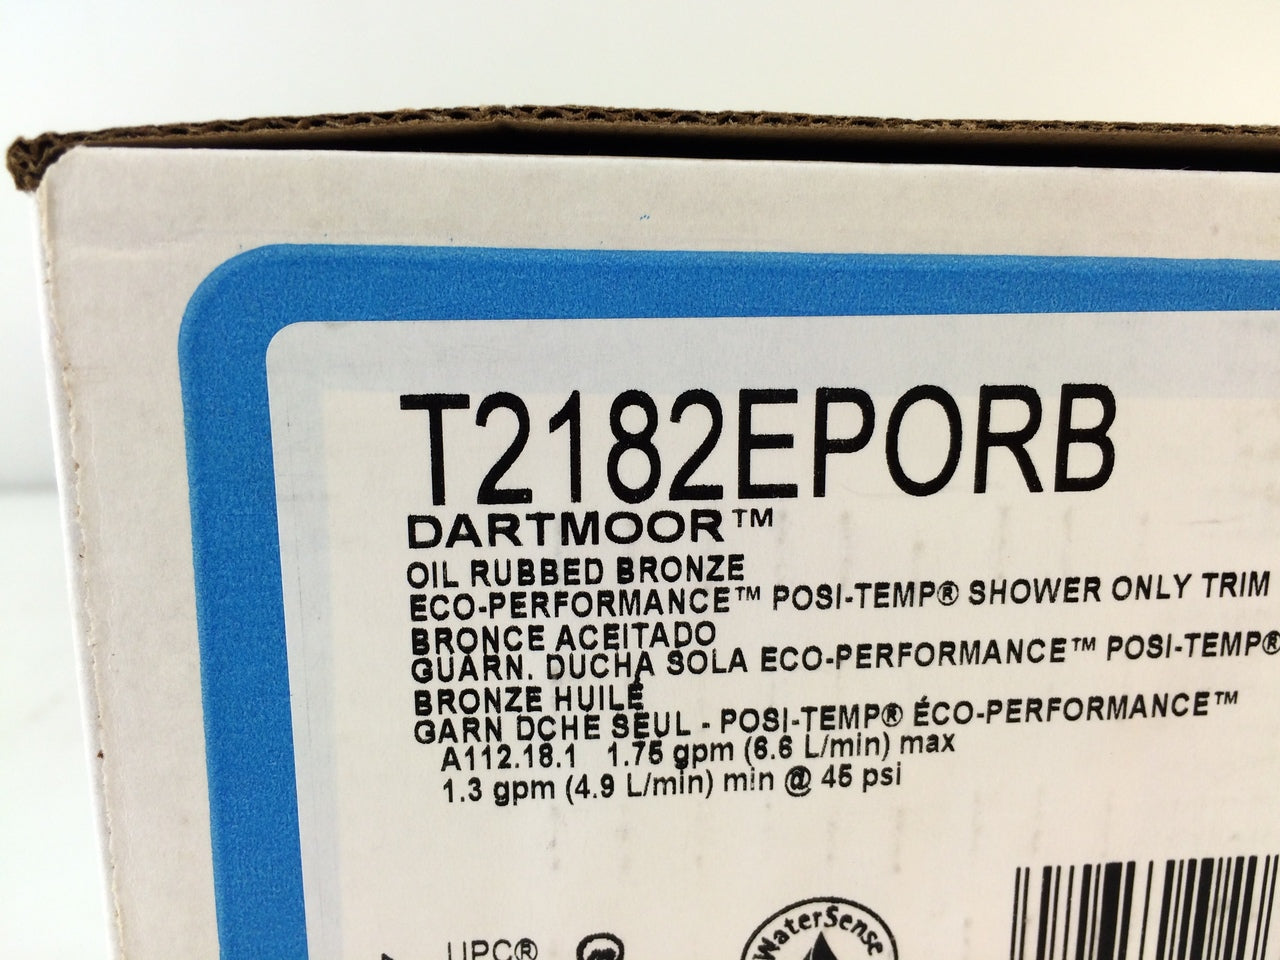 T2182EPORB
DARTMOOR™
OIL RUBBED BRONZE
ECO-PERFORMANCE™ POSI-TEMP® SHOWER ONLY TRIM
BRONCE ACEITADO
GUARN. DUCHA SOLA ECO-PERFORMANCE™ POSI-TEMP®
BRONZE HUILÉ
GARN DCHE SEUL - POSI-TEMP® ÉCO-PERFORMANCE™
A112.18.1 1.75 gpm (6.6 L/min) max
1.3 gpm (4.9 L/min) min @ 45 psi
WaterSense
UPC®